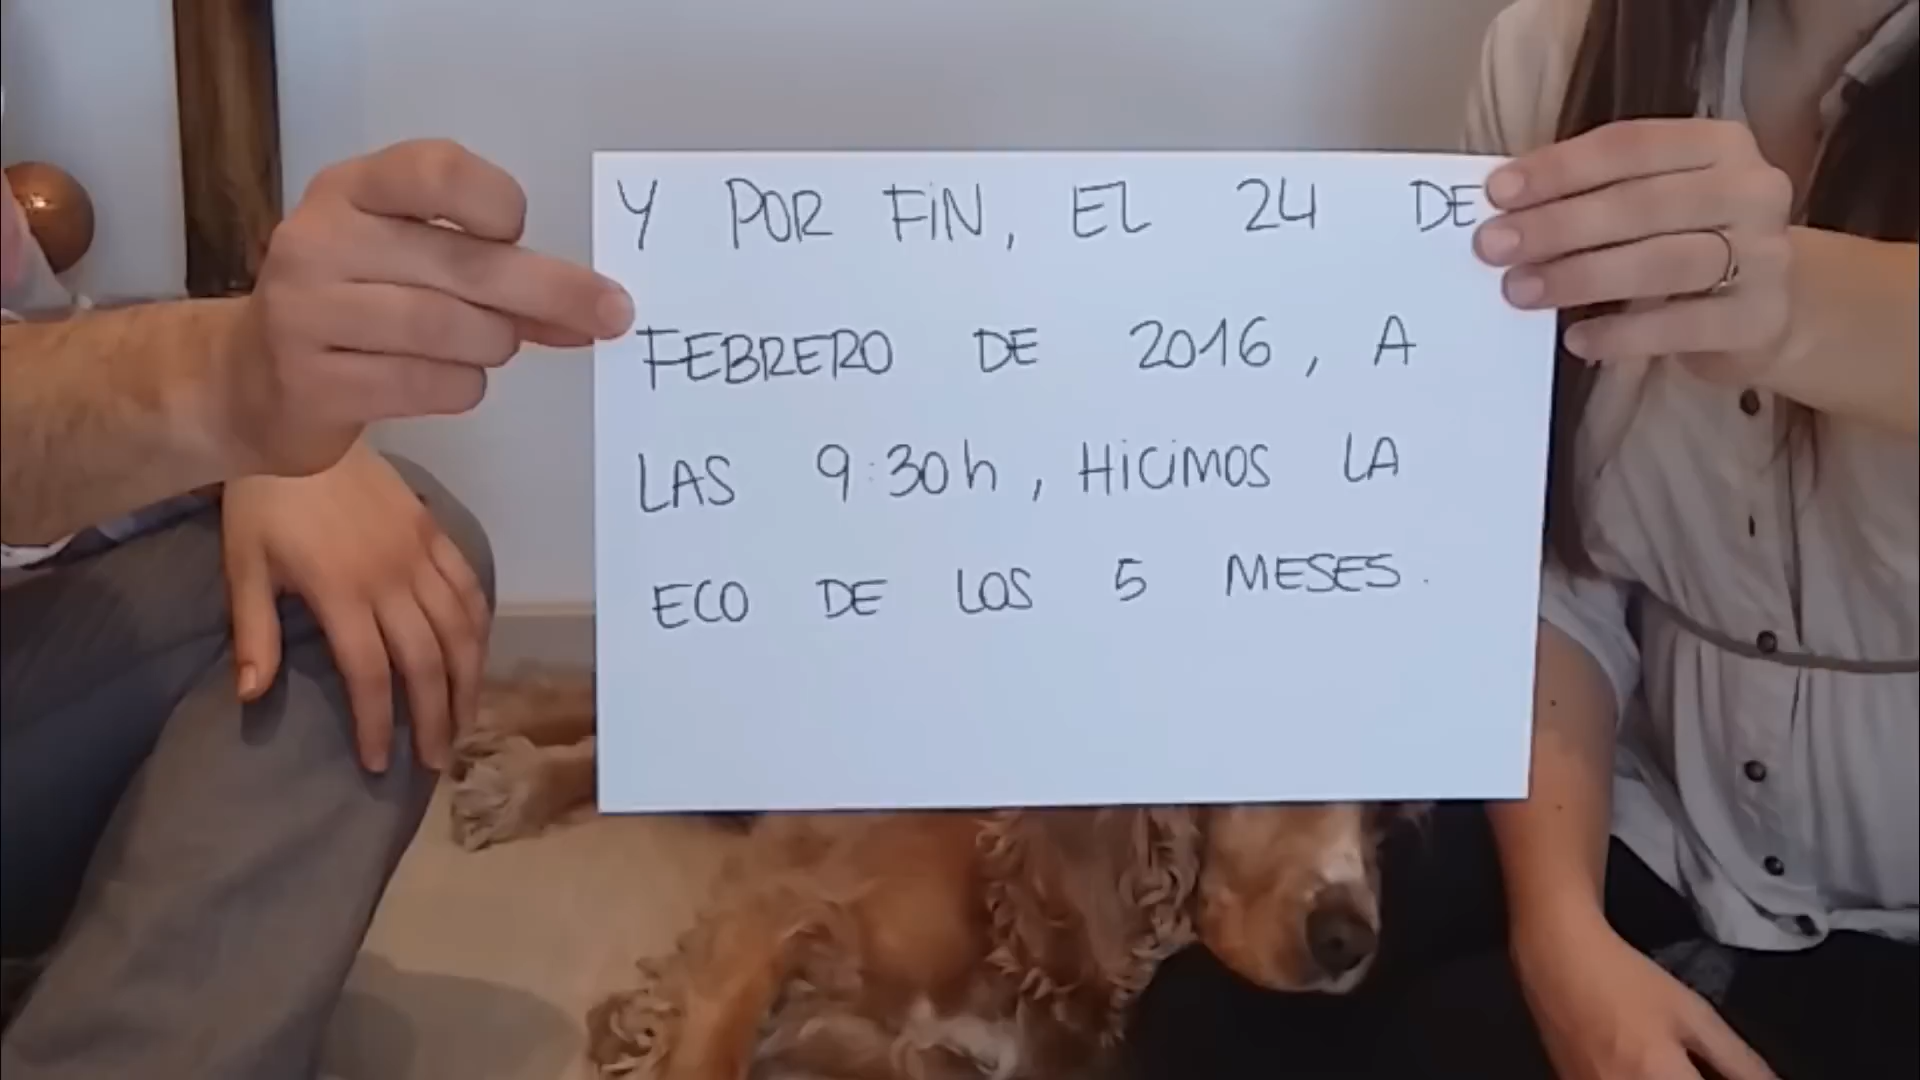 Y POR FiN, EL 24 DE
FEBRERO DE 2016, A
LAS 9:30h, HiCiMOS LA
ECO DE LOS 5 MESES.